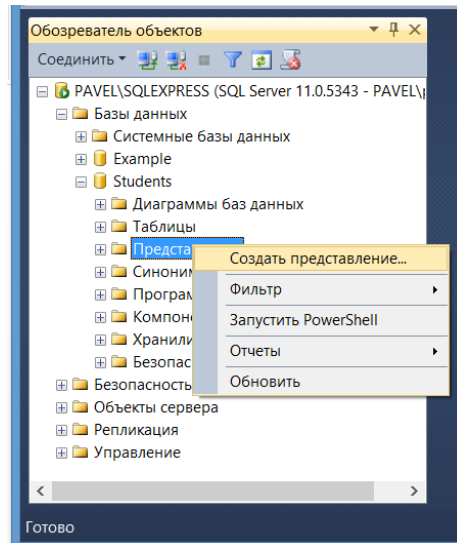 Обозреватель объектов
Соединить
PAVEL\SQLEXPRESS (SQL Server 11.0.5343 - PAVEL\
Базы данных
Системные базы данных
Example
Students
Диаграммы баз данных
Таблицы
Создать представление...
Фильтр
Запустить PowerShell
Отчеты
Обновить
Безопасность
Объекты сервера
Репликация
Управление
Готово